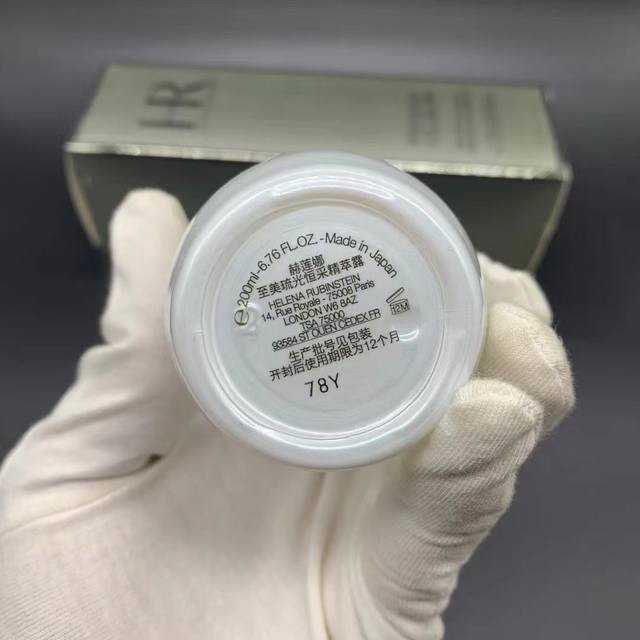 HR
℮200ml-6.76 FL.OZ.-Made in Japan
赫莲娜
至美琉光恒采精萃露
HELENA RUBINSTEIN
14, Rue Royale - 75008 Paris
LONDON W6 8AZ
TSA 75000
93584 ST OUEN CEDEX FR
12M
生产批号见包装
开封后使用期限为12个月
78Y